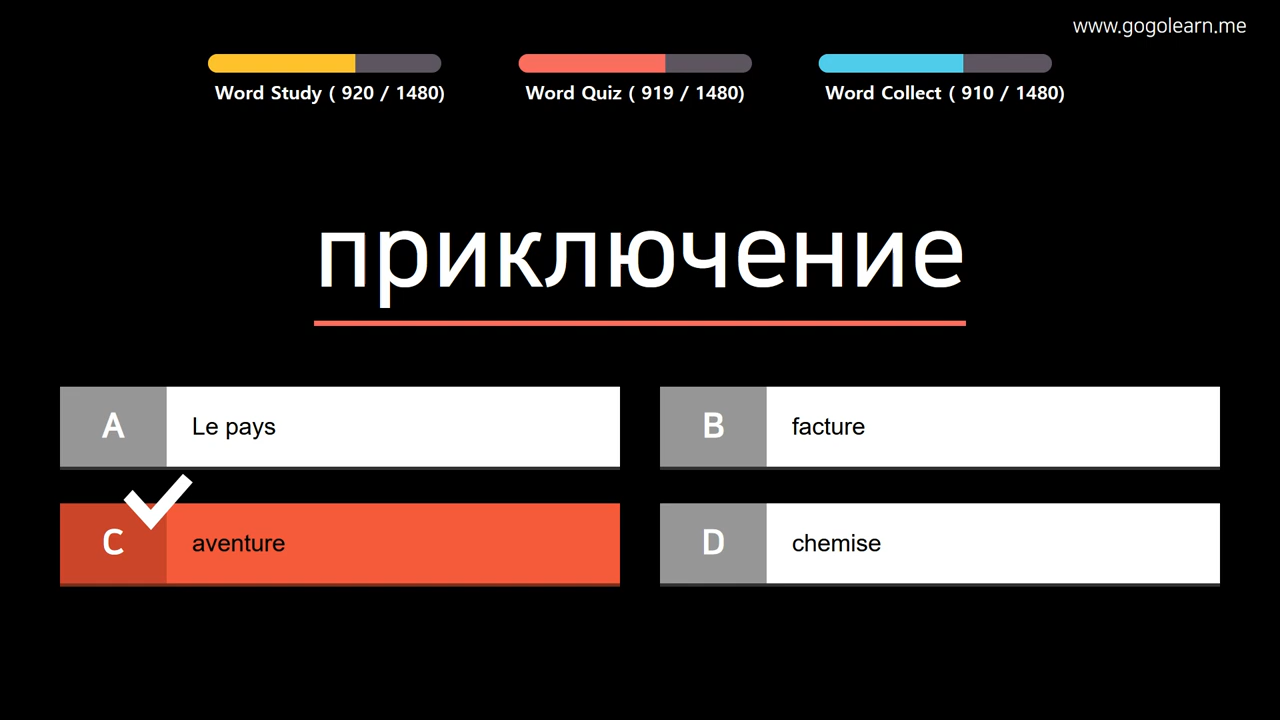 www.gogolearn.me
Word Study ( 920 / 1480)
Word Quiz ( 919 / 1480)
Word Collect ( 910 / 1480)
приключение
A Le pays
B facture
C aventure
D chemise